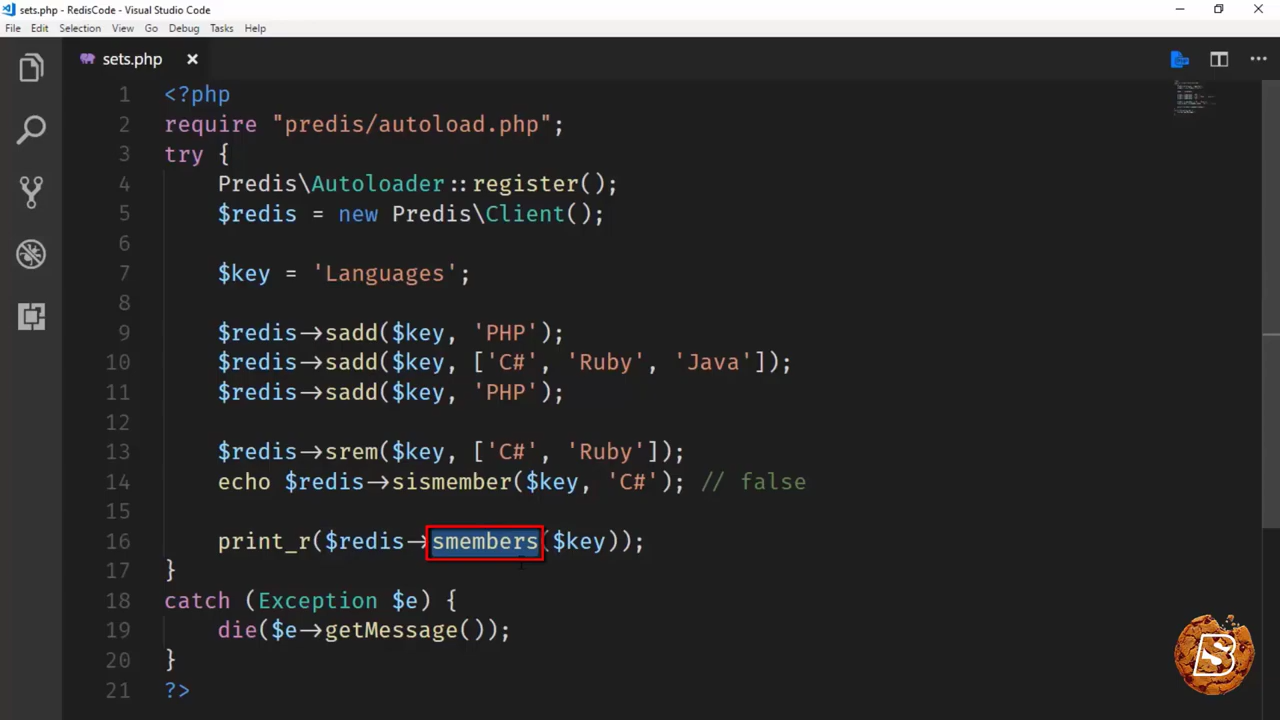 sets.php - RedisCode - Visual Studio Code
File Edit Selection View Go Debug Tasks Help
sets.php
1 <?php
2 require "predis/autoload.php";
3 try {
4 Predis\Autoloader::register();
5 $redis = new Predis\Client();
6
7 $key = 'Languages';
8
9 $redis->sadd($key, 'PHP');
10 $redis->sadd($key, ['C#', 'Ruby', 'Java']);
11 $redis->sadd($key, 'PHP');
12
13 $redis->srem($key, ['C#', 'Ruby']);
14 echo $redis->sismember($key, 'C#'); // false
15
16 print_r($redis->smembers($key));
17 }
18 catch (Exception $e) {
19 die($e->getMessage());
20 }
21 ?>